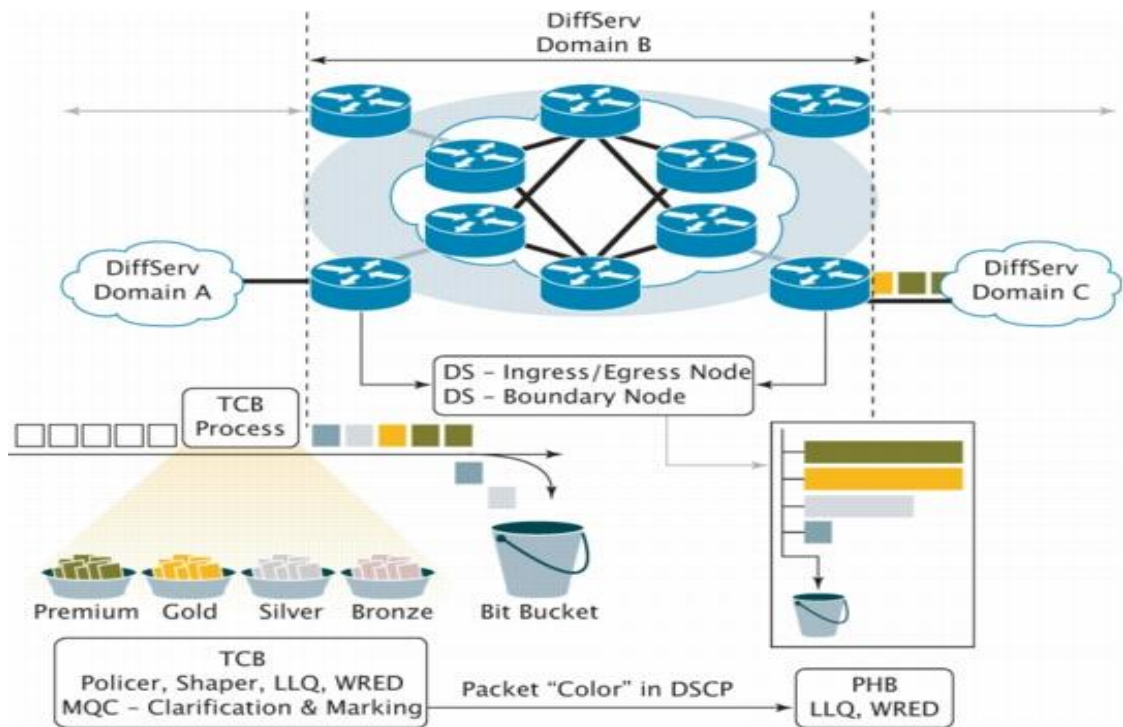 DiffServ
Domain B
DiffServ
Domain A
DiffServ
Domain C
DS – Ingress/Egress Node
DS – Boundary Node
TCB
Process
Premium
Gold
Silver
Bronze
Bit Bucket
TCB
Policer, Shaper, LLQ, WRED
MQC – Clarification & Marking
Packet “Color” in DSCP
PHB
LLQ, WRED